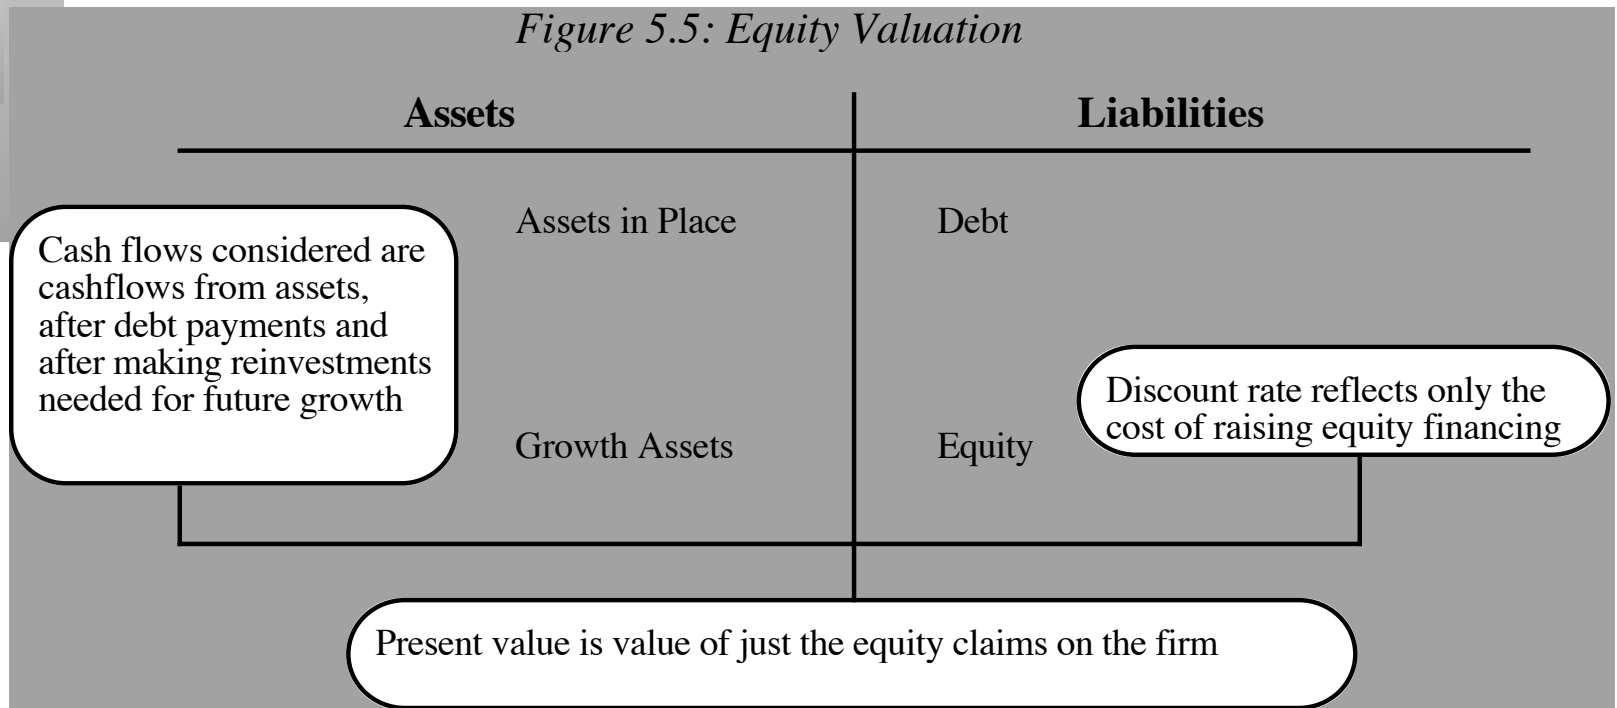 Figure 5.5: Equity Valuation
Assets
Liabilities
Assets in Place
Debt
Cash flows considered are
cashflows from assets,
after debt payments and
after making reinvestments
needed for future growth
Growth Assets
Equity
Discount rate reflects only the
cost of raising equity financing
Present value is value of just the equity claims on the firm